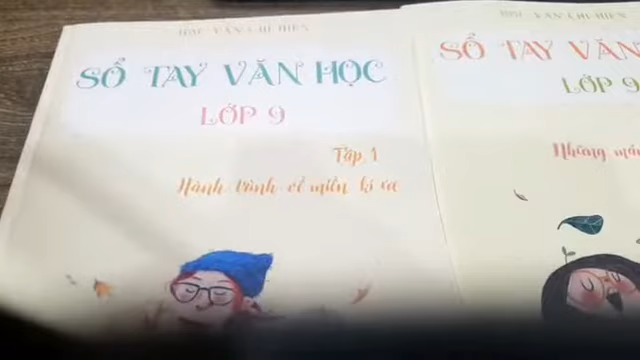 SỔ TAY VĂN HỌC
LỚP 9
Tập 1
Hành trình về miền kí ức
SỔ TAY VĂN
LỚP 9
Những